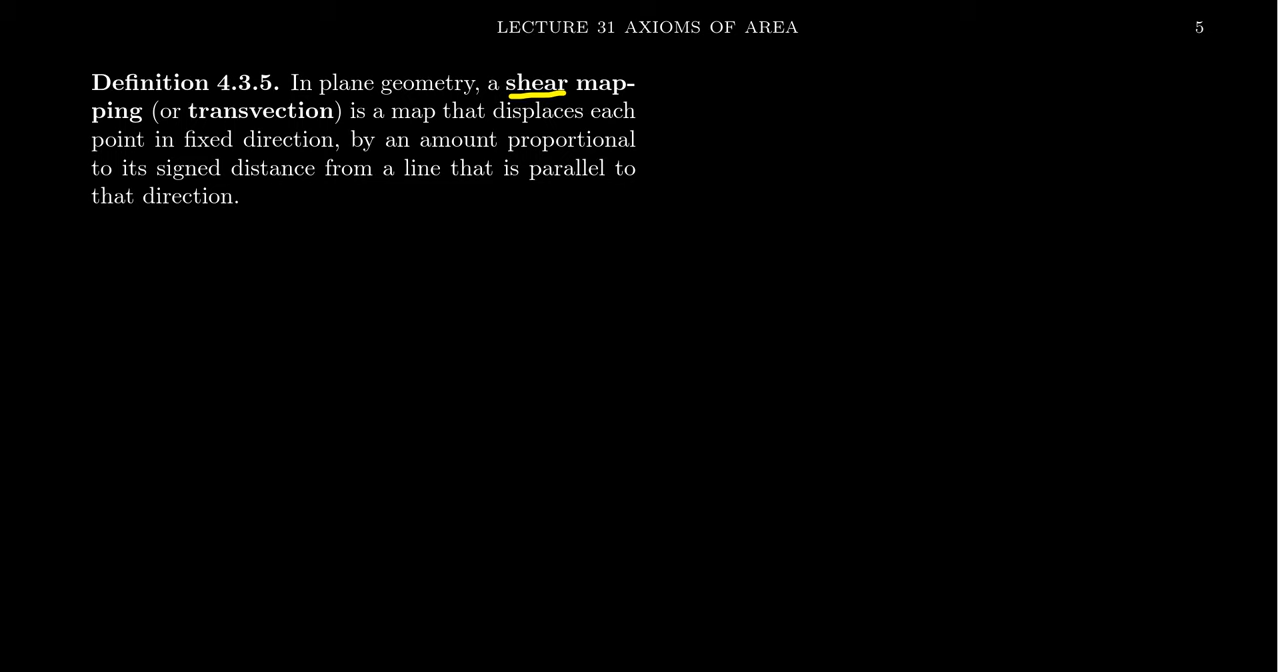 LECTURE 31 AXIOMS OF AREA 5
Definition 4.3.5. In plane geometry, a shear map-
ping (or transvection) is a map that displaces each
point in fixed direction, by an amount proportional
to its signed distance from a line that is parallel to
that direction.